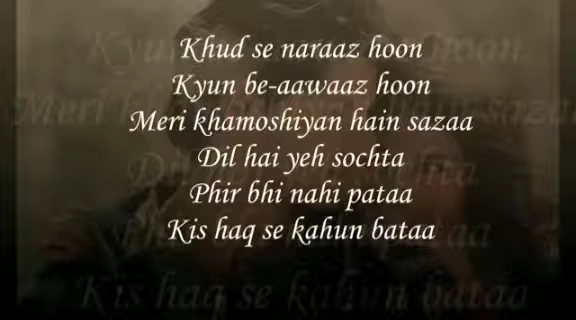 Khud se naraaz hoon
Kyun be-aawaaz hoon
Meri khamoshiyan hain sazaa
Dil hai yeh sochta
Phir bhi nahi pataa
Kis haq se kahun bataa